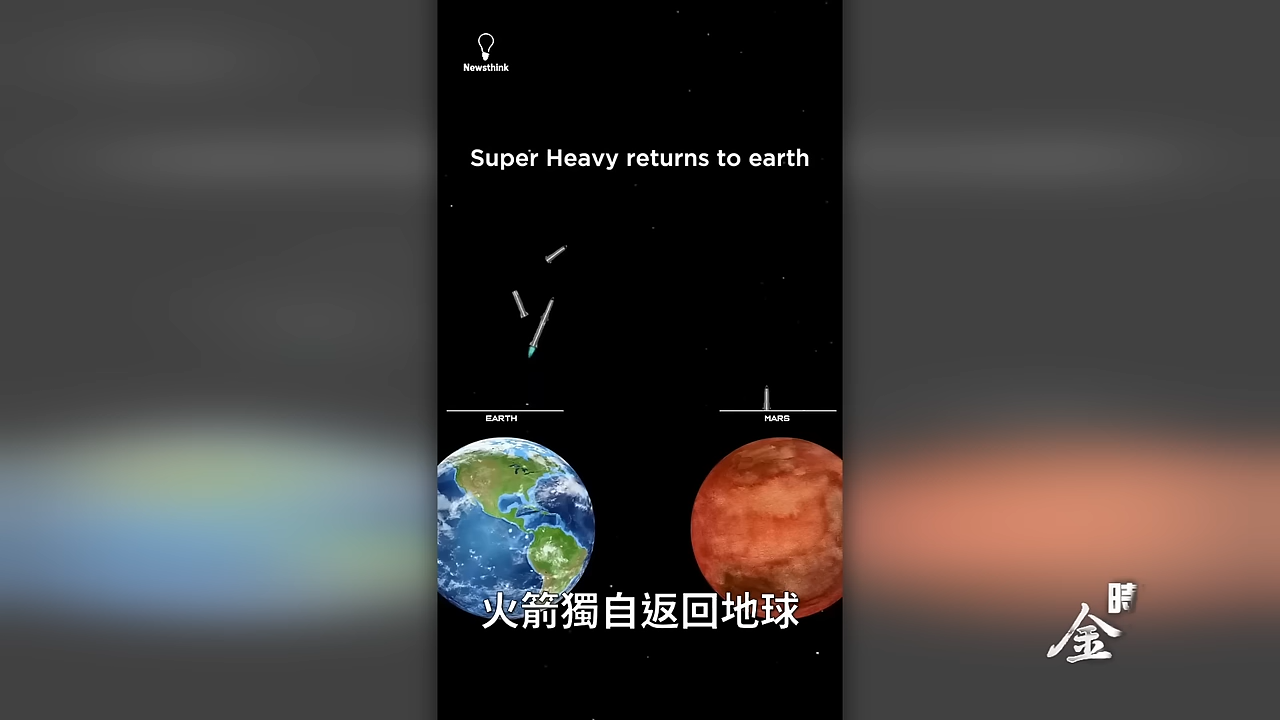 Newsthink
Super Heavy returns to earth
EARTH
MARS
火箭獨自返回地球
時
金